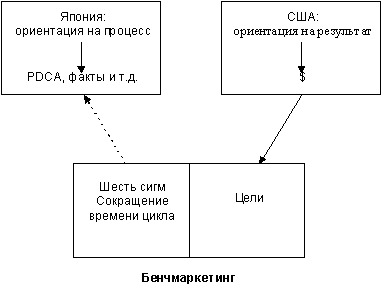 Япония:
ориентация на процесс
PDCA, факты и т.д.
США:
ориентация на результат
$
Шесть сигм
Сокращение
времени цикла
Цели
Бенчмаркетинг